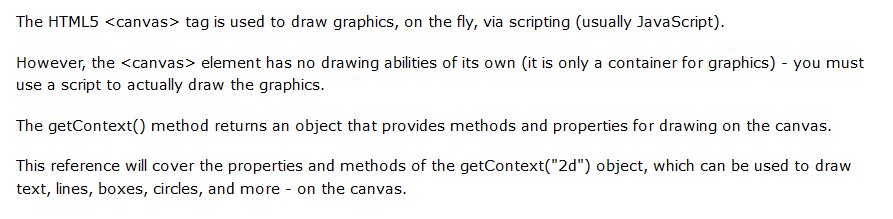 The HTML5 <canvas> tag is used to draw graphics, on the fly, via scripting (usually JavaScript).
However, the <canvas> element has no drawing abilities of its own (it is only a container for graphics) - you must
use a script to actually draw the graphics.
The getContext() method returns an object that provides methods and properties for drawing on the canvas.
This reference will cover the properties and methods of the getContext("2d") object, which can be used to draw
text, lines, boxes, circles, and more - on the canvas.